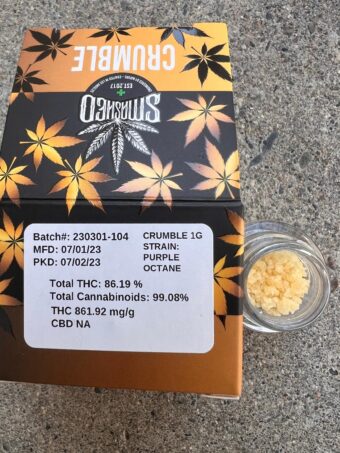 CRUMBLE
EST.2017
SMASHED
Batch#: 230301-104
MFD: 07/01/23
PKD: 07/02/23
CRUMBLE 1G
STRAIN:
PURPLE
OCTANE
Total THC: 86.19 %
Total Cannabinoids: 99.08%
THC 861.92 mg/g
CBD NA